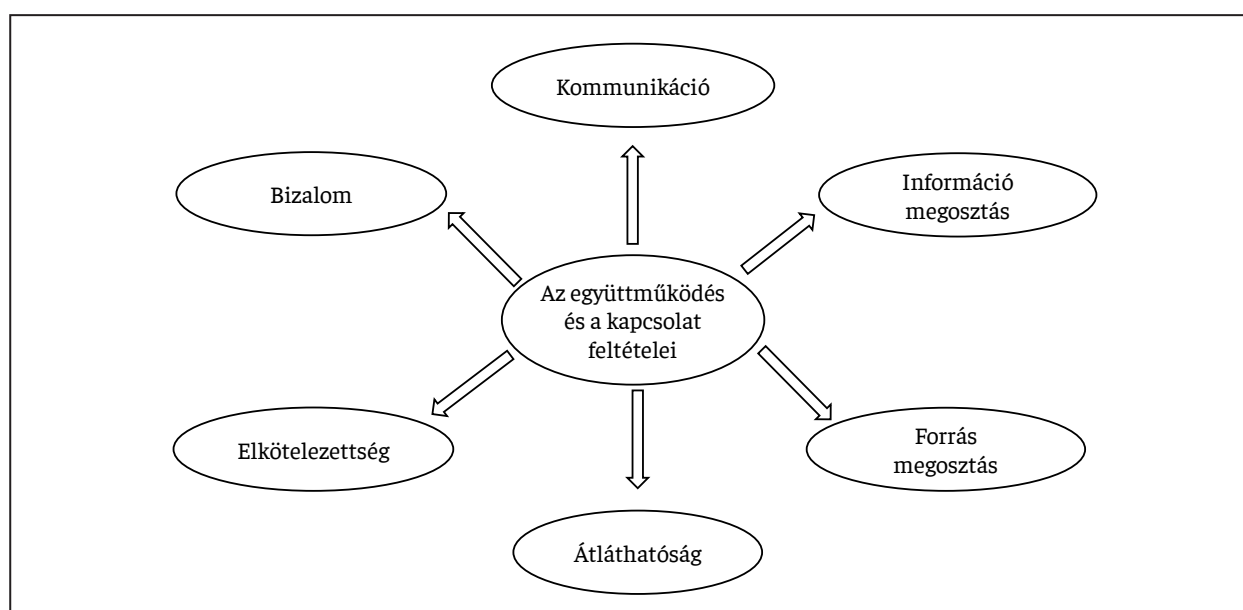 Kommunikáció
Bizalom
Információ
megosztás
Az együttműködés
és a kapcsolat
feltételei
Elkötelezettség
Forrás
megosztás
Átláthatóság